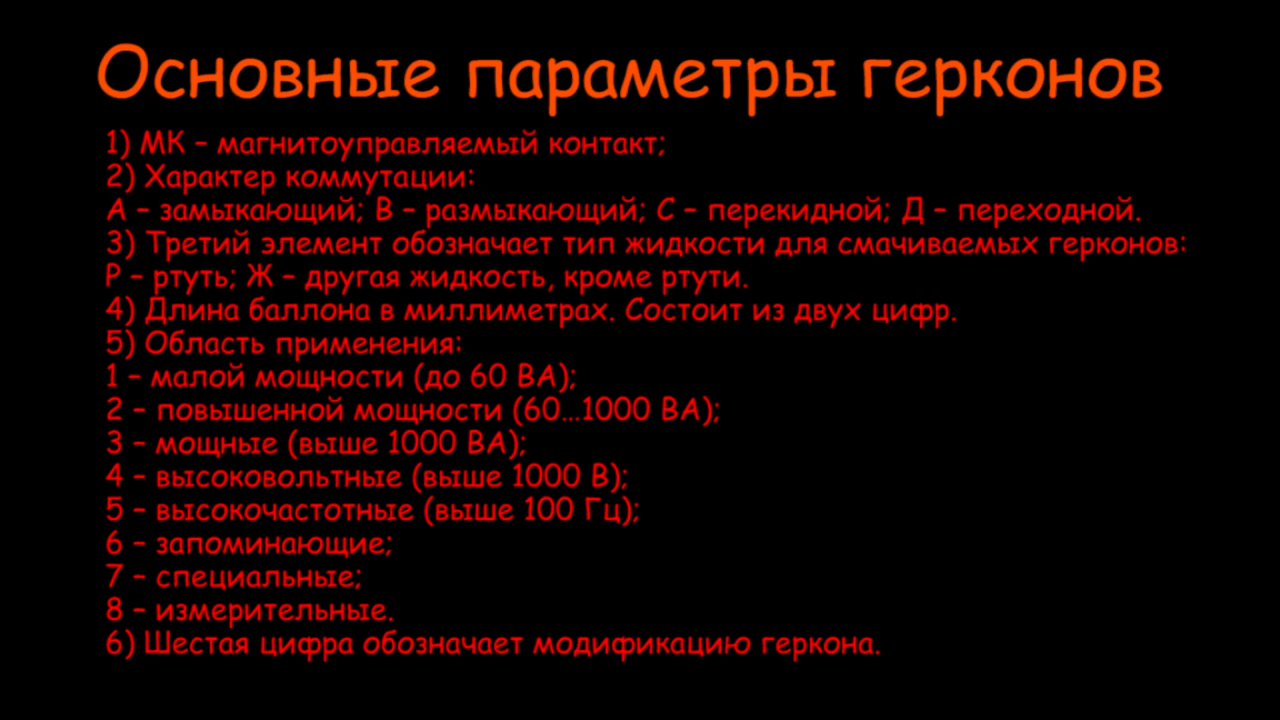 Основные параметры герконов
1) МК – магнитоуправляемый контакт;
2) Характер коммутации:
А – замыкающий; В – размыкающий; С – перекидной; Д – переходной.
3) Третий элемент обозначает тип жидкости для смачиваемых герконов:
Р – ртуть; Ж – другая жидкость, кроме ртути.
4) Длина баллона в миллиметрах. Состоит из двух цифр.
5) Область применения:
1 – малой мощности (до 60 ВА);
2 – повышенной мощности (60...1000 ВА);
3 – мощные (выше 1000 ВА);
4 – высоковольтные (выше 1000 В);
5 – высокочастотные (выше 100 Гц);
6 – запоминающие;
7 – специальные;
8 – измерительные.
6) Шестая цифра обозначает модификацию геркона.